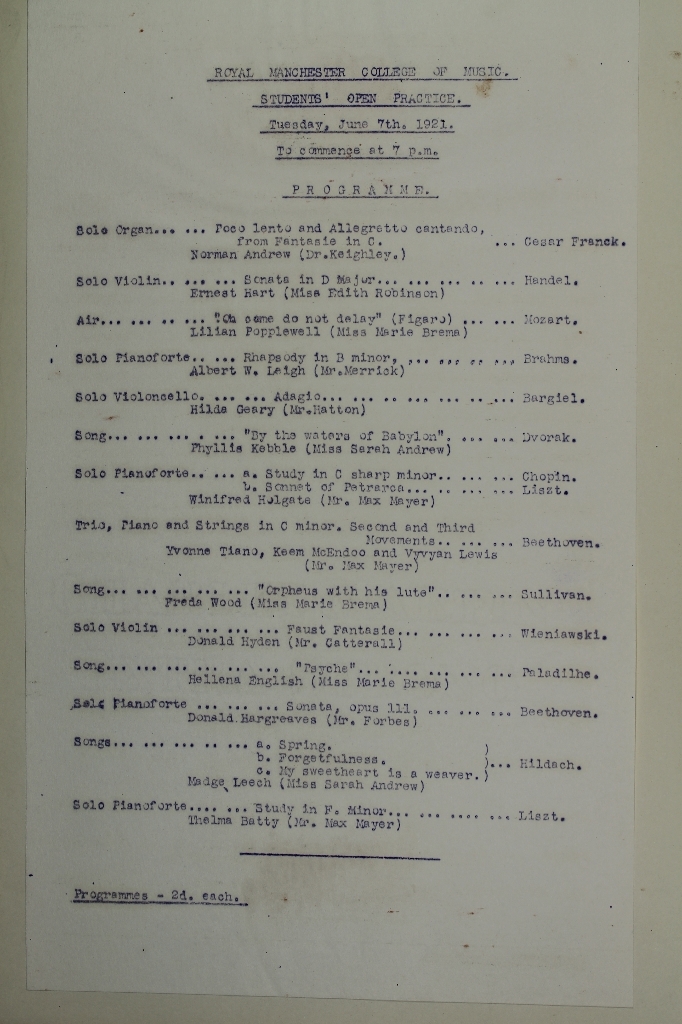 ROYAL MANCHESTER COLLEGE OF MUSIC.
STUDENTS' OPEN PRACTICE.
Tuesday, June 7th. 1921.
To commence at 7 p.m.
PROGRAMME.
Solo Organ... ... Poco lento and Allegretto cantando,
from Fantasie in C. ... Cesar Franck.
Norman Andrew (Dr.Keighley.)
Solo Violin.. ... ... Sonata in D Major... ... ... .. ... Handel.
Ernest Hart (Miss Edith Robinson)
Air... ... .. ... "Oh come do not delay" (Figaro) ... ... Mozart.
Lilian Popplewell (Miss Marie Brema)
Solo Pianoforte.. ... Rhapsody in B minor, ... ... ... ... Brahms.
Albert W. Leigh (Mr.Merrick)
Solo Violoncello. ... ... Adagio... ... .. ... ... .. ... Bargiel.
Hilda Geary (Mr.Hatton)
Song... ... ... . ... "By the waters of Babylon". ... ... Dvorak.
Phyllis Kebble (Miss Sarah Andrew)
Solo Pianoforte.. ... a. Study in C sharp minor.. ... ... Chopin.
b. Sonnet of Petrarca... .. ... ... Liszt.
Winifred Holgate (Mr. Max Mayer)
Trio, Piano and Strings in C minor. Second and Third
Movements.. ... ... Beethoven.
Yvonne Tiano, Keem McEndoo and Vyvyan Lewis
(Mr. Max Mayer)
Song... ... ... ... ... "Orpheus with his lute".. ... ... Sullivan.
Freda Wood (Miss Marie Brema)
Solo Violin ... ... ... ... Faust Fantasie... ... ... ... Wieniawski.
Donald Hyden (Mr. Catterall)
Song... ... ... ... ... ... "Psyche"... .... ... ... ... Paladilhe.
Hellena English (Miss Marie Brema)
Solo Pianoforte ... ... ... Sonata, opus 111. ... ... ... Beethoven.
Donald Hargreaves (Mr. Forbes)
Songs... ... ... .. ... a. Spring. )
b. Forgetfulness. )... Hildach.
c. My sweetheart is a weaver. )
Madge Leech (Miss Sarah Andrew)
Solo Pianoforte.... ... Study in F. Minor... ... .... ... Liszt.
Thelma Batty (Mr. Max Mayer)
Programmes - 2d. each.